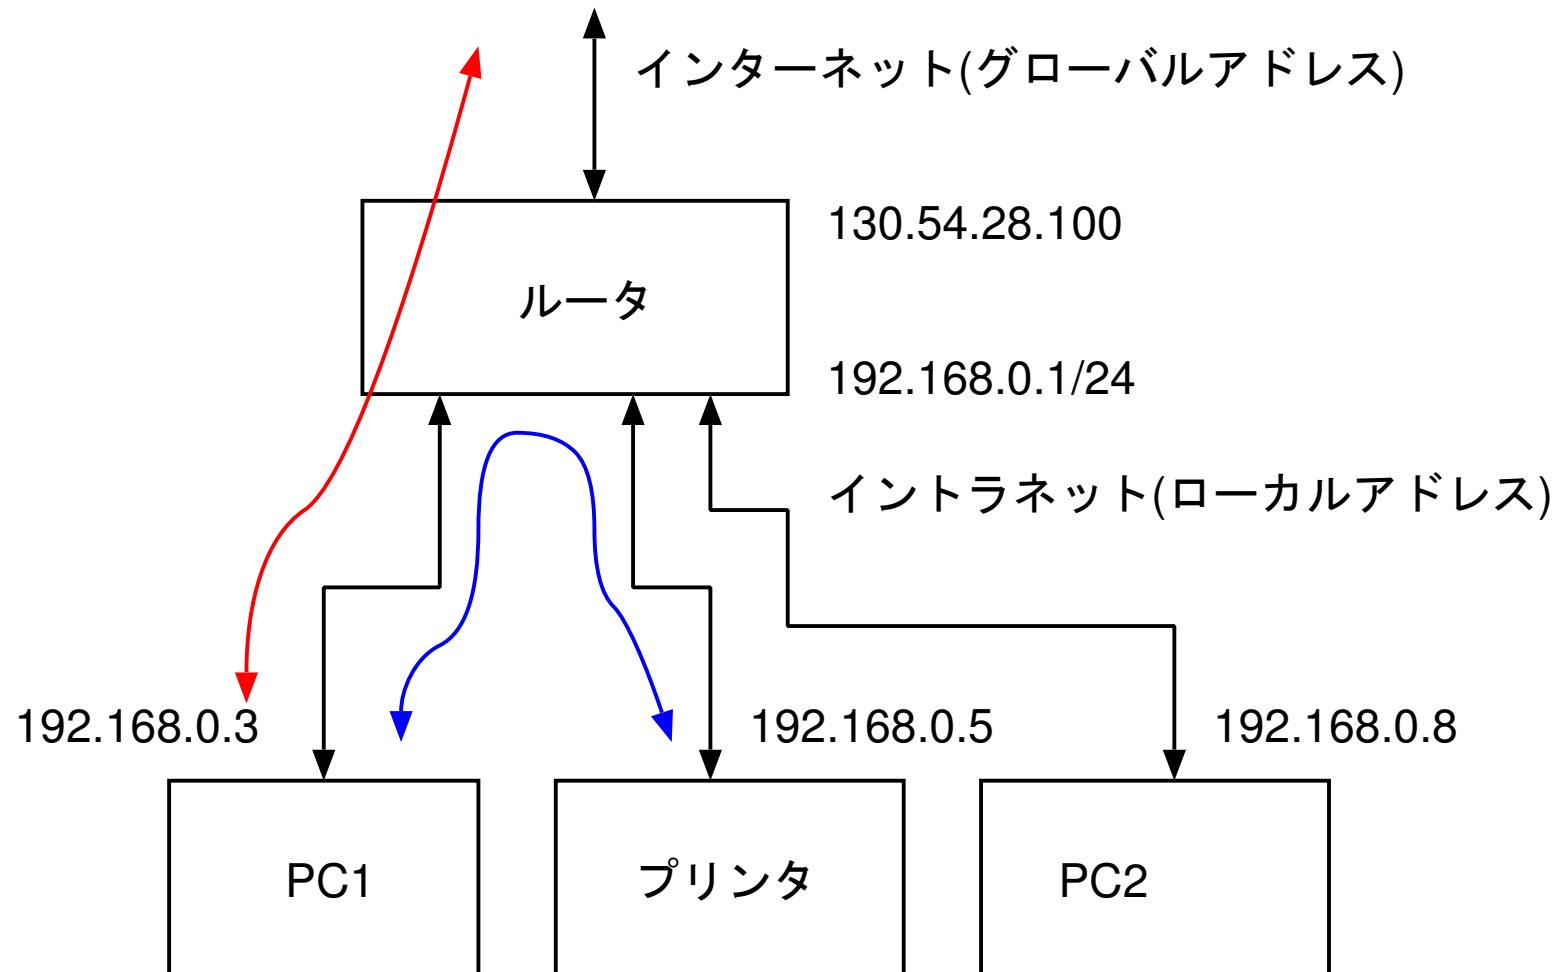 インターネット(グローバルアドレス)
130.54.28.100
ルータ
192.168.0.1/24
イントラネット(ローカルアドレス)
192.168.0.3
192.168.0.5
192.168.0.8
PC1
プリンタ
PC2